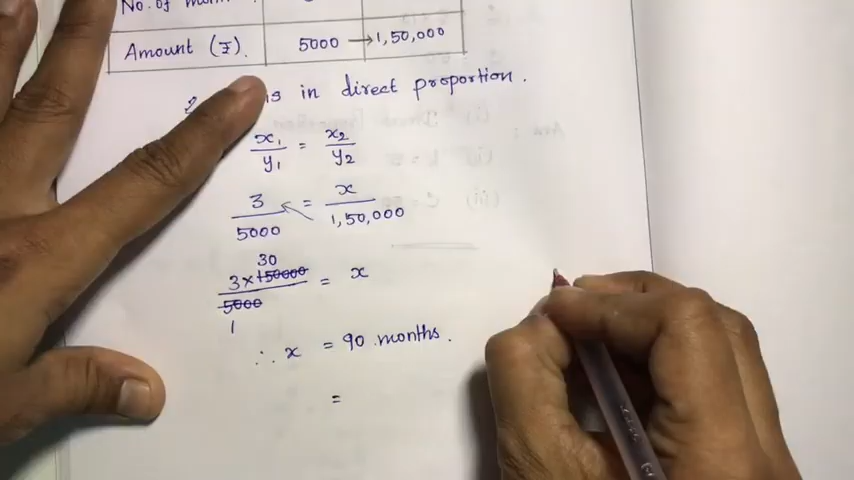 No. of month
Amount (₹). 5000 → 1,50,000
is in direct proportion.
x₁/y₁ = x₂/y₂
3/5000 = x/1,50,000
30
3×150000/5000 = x
1
∴ x = 90 months.
=